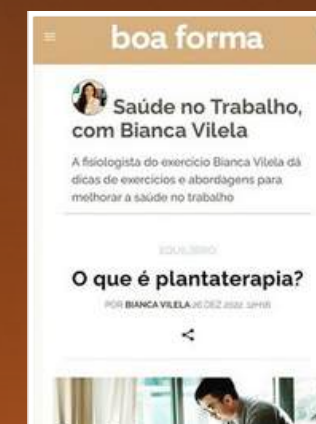 boa forma
Saúde no Trabalho,
com Bianca Vilela
A fisiologista do exercício Bianca Vilela dá
dicas de exercícios e abordagens para
melhorar a saúde no trabalho
EQUILÍBRIO
O que é plantaterapia?
POR BIANCA VILELA 26 DEZ 2022